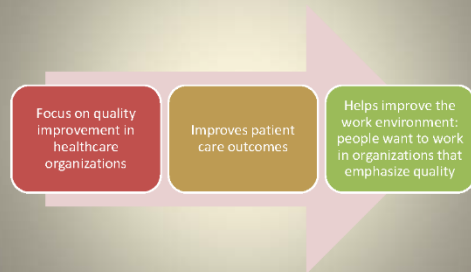 Focus on quality
improvement in
healthcare
organizations
Improves patient
care outcomes
Helps improve the
work environment:
people want to work
in organizations that
emphasize quality